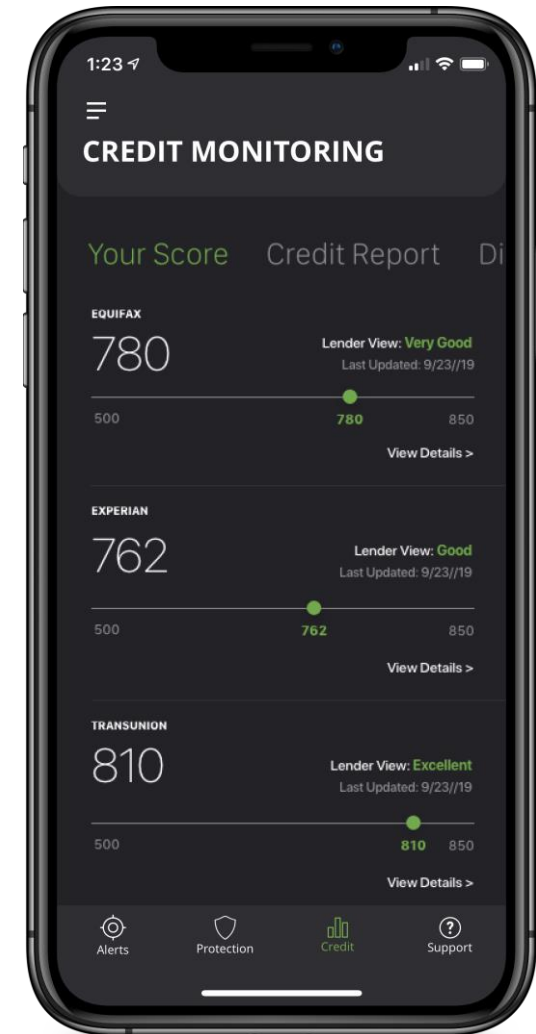 1:23
CREDIT MONITORING
Your Score Credit Report Di
EQUIFAX
780
Lender View: Very Good
Last Updated: 9/23//19
500 780 850
View Details >
EXPERIAN
762
Lender View: Good
Last Updated: 9/23//19
500 762 850
View Details >
TRANSUNION
810
Lender View: Excellent
Last Updated: 9/23//19
500 810 850
View Details >
Alerts Protection Credit Support